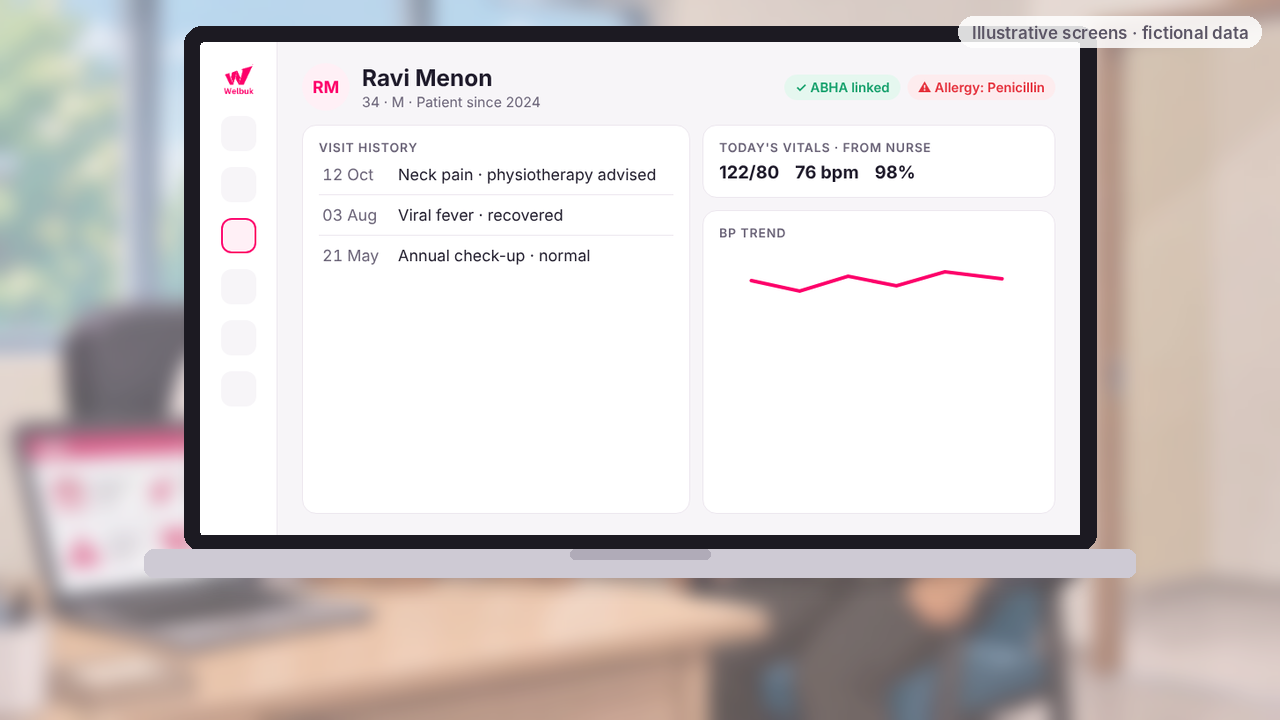 Illustrative screens · fictional data
Welbuk
RM
Ravi Menon
34 · M · Patient since 2024
✓ ABHA linked
⚠ Allergy: Penicillin
VISIT HISTORY
12 Oct Neck pain · physiotherapy advised
03 Aug Viral fever · recovered
21 May Annual check-up · normal
TODAY'S VITALS · FROM NURSE
122/80 76 bpm 98%
BP TREND